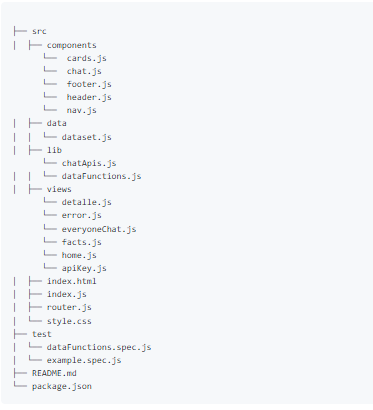 ├── src
│   ├── components
│       └── cards.js
│       └── chat.js
│       └── footer.js
│       └── header.js
│       └── nav.js
│   ├── data
│   │   └── dataset.js
│   ├── lib
│       └── chatApis.js
│   │   └── dataFunctions.js
│   ├── views
│       └── detalle.js
│       └── error.js
│       └── everyoneChat.js
│       └── facts.js
│       └── home.js
│       └── apiKey.js
│   ├── index.html
│   ├── index.js
│   ├── router.js
│   └── style.css
├── test
│   └── dataFunctions.spec.js
│   └── example.spec.js
├── README.md
└── package.json